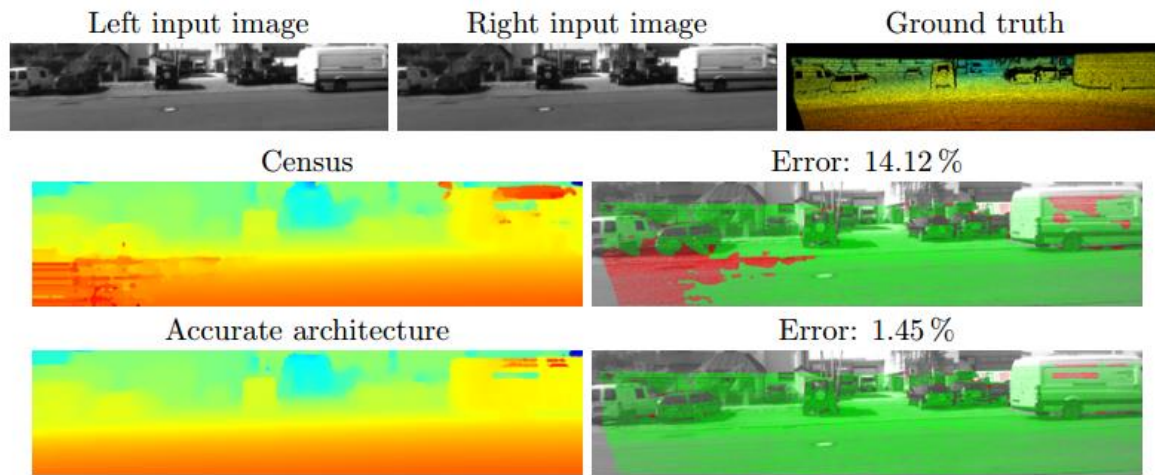 Left input image
Right input image
Ground truth
Census
Error: 14.12 %
Accurate architecture
Error: 1.45 %